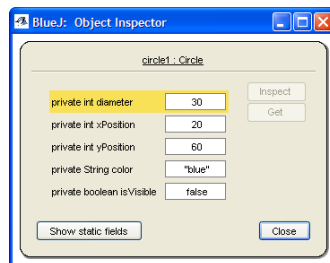 BlueJ: Object Inspector
circle1 : Circle
private int diameter 30
Inspect
Get
private int xPosition 20
private int yPosition 60
private String color "blue"
private boolean isVisible false
Show static fields Close